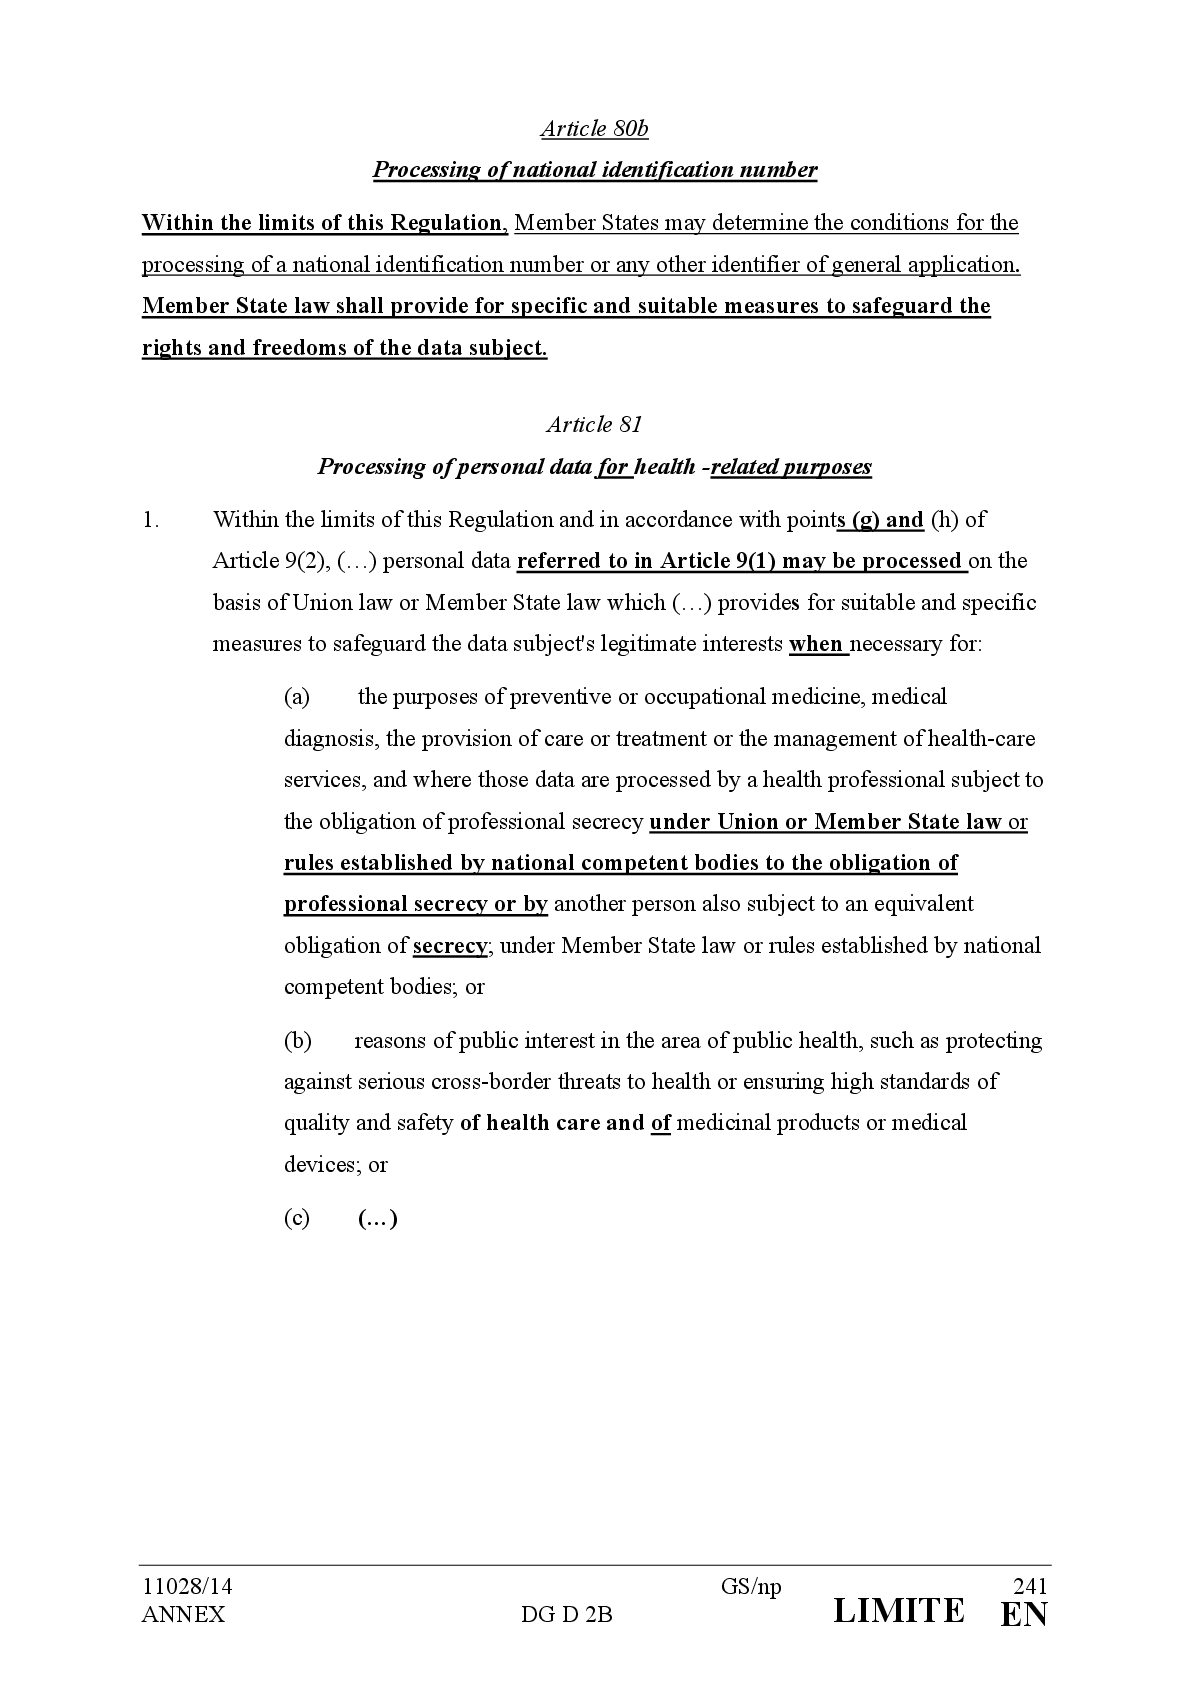 Article 80b
Processing of national identification number
Within the limits of this Regulation, Member States may determine the conditions for the
processing of a national identification number or any other identifier of general application.
Member State law shall provide for specific and suitable measures to safeguard the
rights and freedoms of the data subject.
Article 81
Processing of personal data for health -related purposes
1. Within the limits of this Regulation and in accordance with points (g) and (h) of
Article 9(2), (…) personal data referred to in Article 9(1) may be processed on the
basis of Union law or Member State law which (…) provides for suitable and specific
measures to safeguard the data subject's legitimate interests when necessary for:
(a) the purposes of preventive or occupational medicine, medical
diagnosis, the provision of care or treatment or the management of health-care
services, and where those data are processed by a health professional subject to
the obligation of professional secrecy under Union or Member State law or
rules established by national competent bodies to the obligation of
professional secrecy or by another person also subject to an equivalent
obligation of secrecy; under Member State law or rules established by national
competent bodies; or
(b) reasons of public interest in the area of public health, such as protecting
against serious cross-border threats to health or ensuring high standards of
quality and safety of health care and of medicinal products or medical
devices; or
(c) (…)
11028/14 GS/np 241
ANNEX DG D 2B LIMITE EN